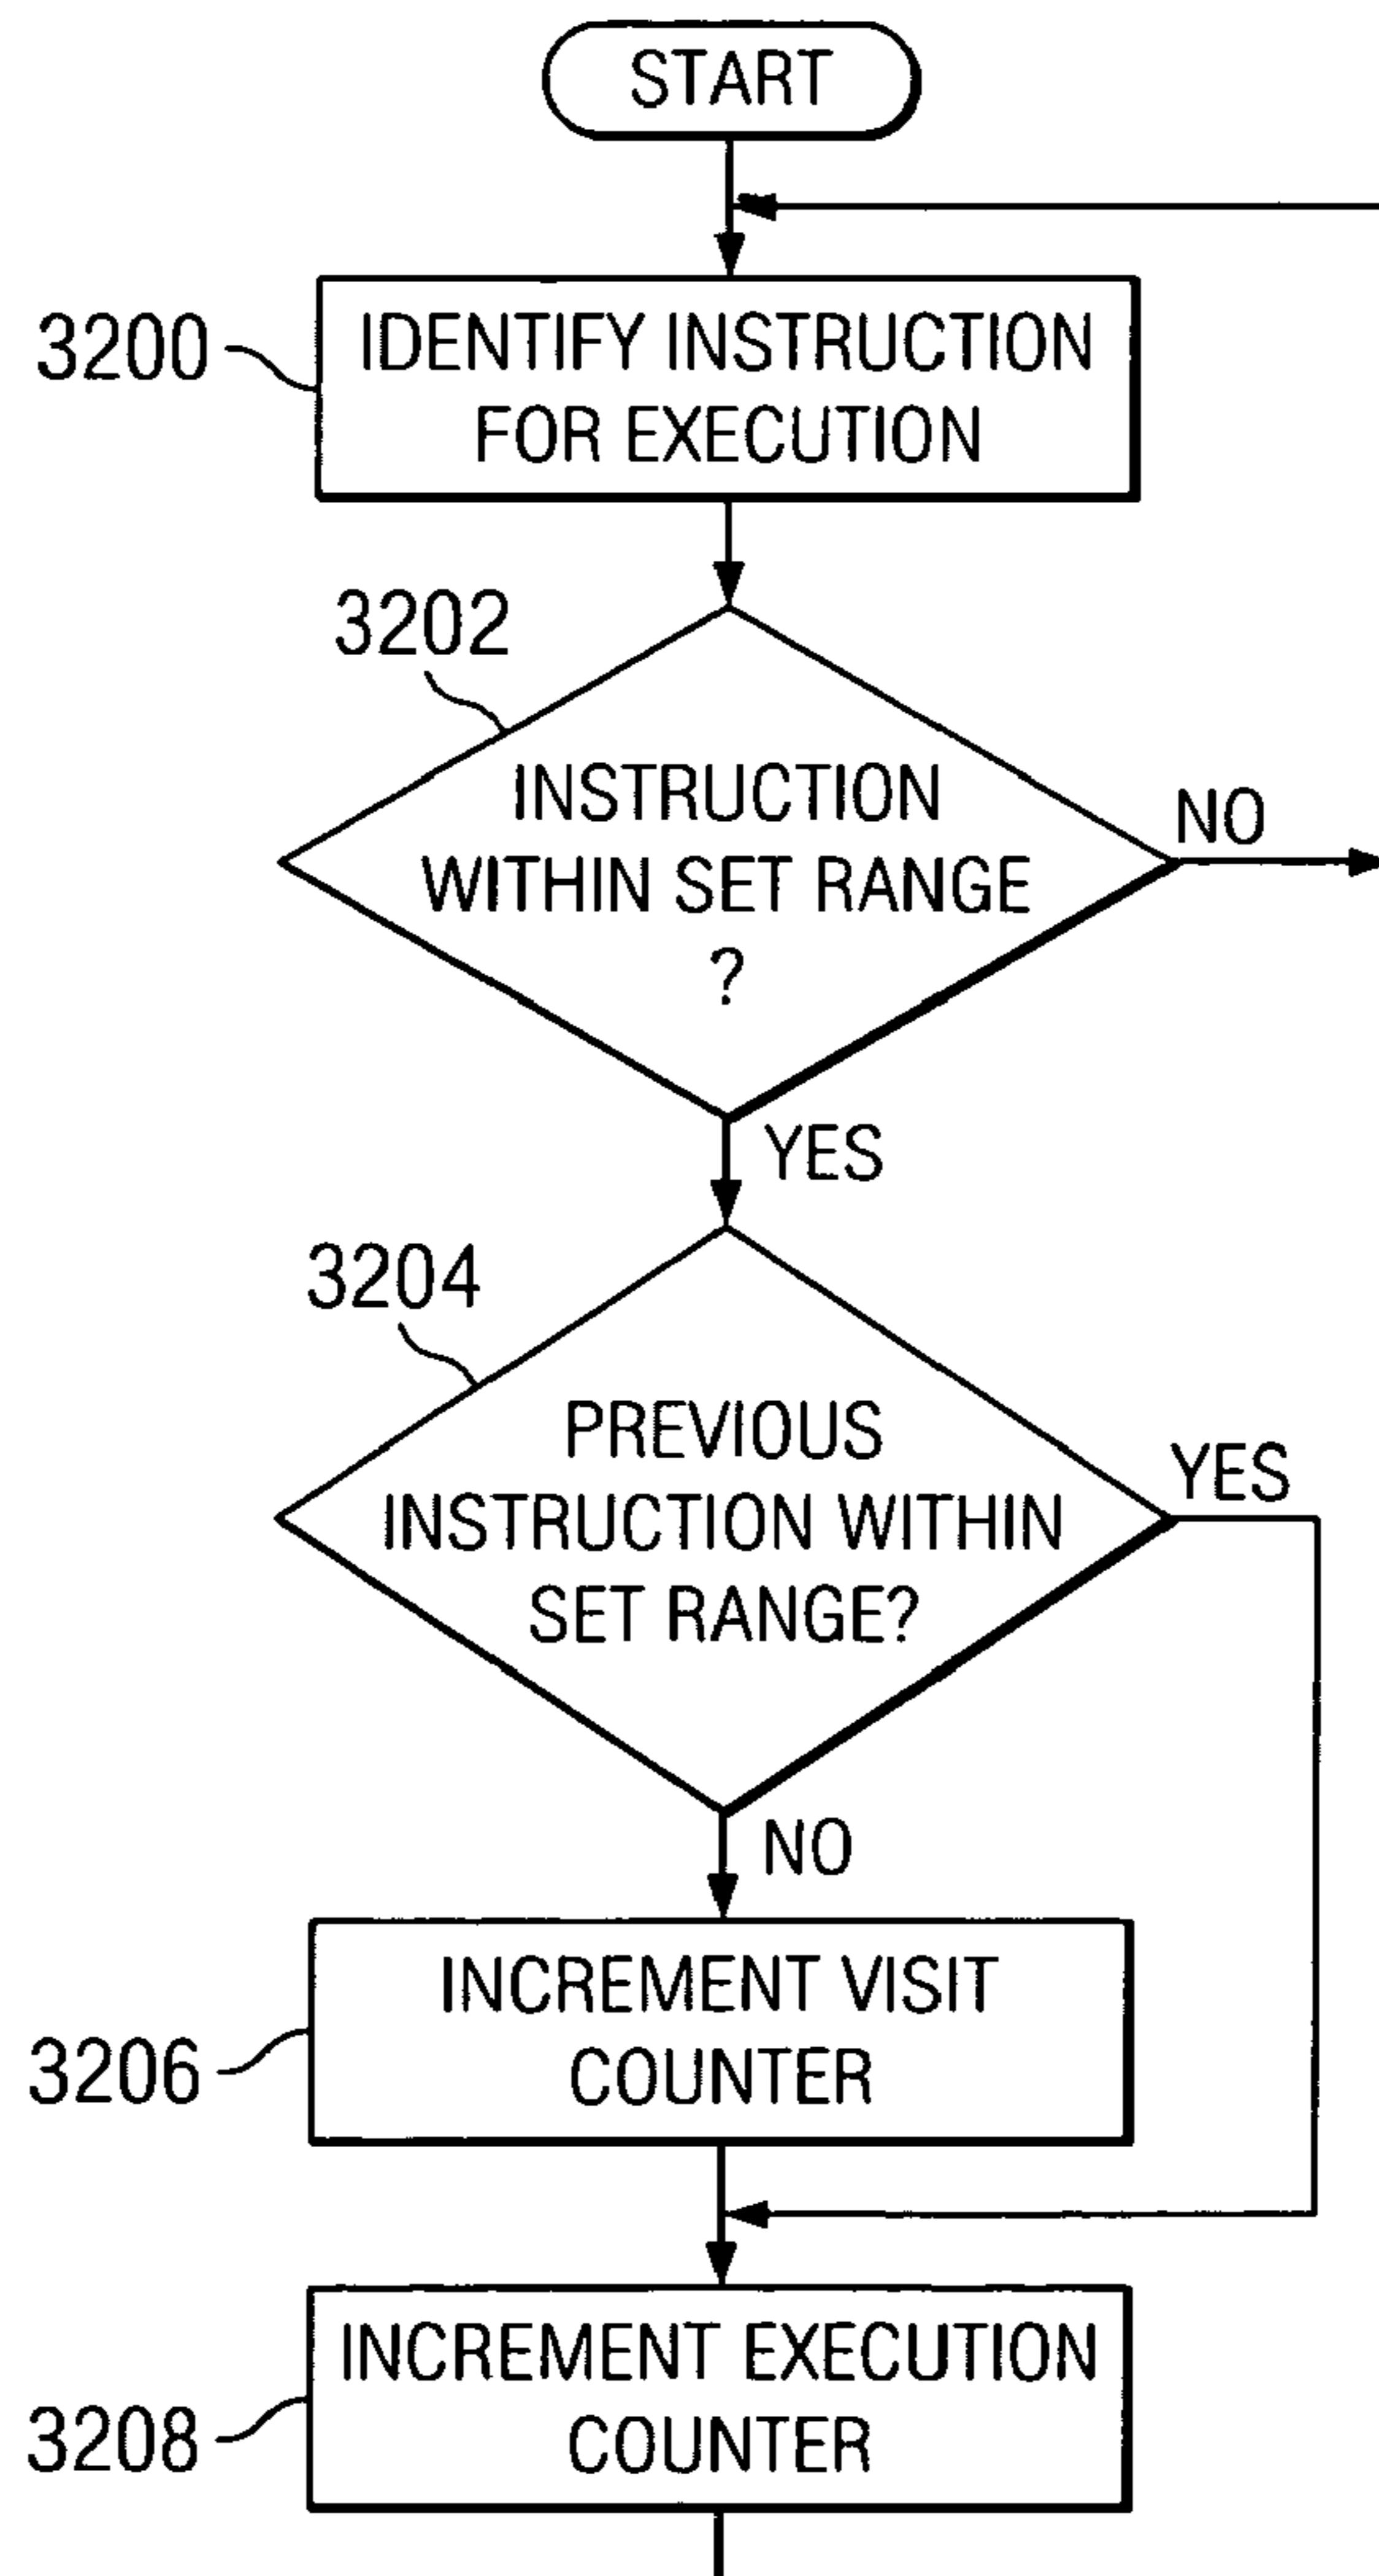 START
3200
IDENTIFY INSTRUCTION
FOR EXECUTION
3202
INSTRUCTION
WITHIN SET RANGE
?
NO
YES
3204
PREVIOUS
INSTRUCTION WITHIN
SET RANGE?
YES
NO
3206
INCREMENT VISIT
COUNTER
3208
INCREMENT EXECUTION
COUNTER